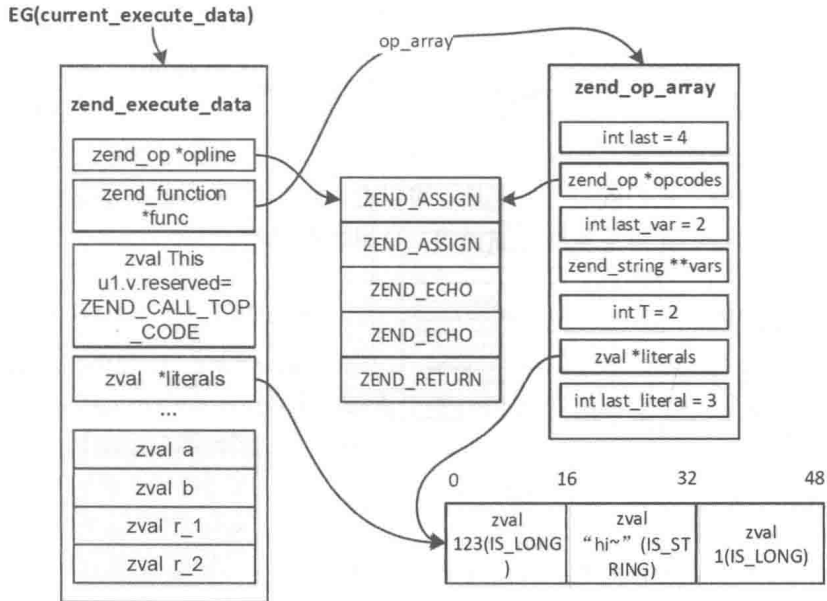 EG(current_execute_data)
op_array
zend_execute_data
zend_op *opline
zend_function
*func
zval This
u1.v.reserved=
ZEND_CALL_TOP
_CODE
zval *literals
...
zval a
zval b
zval r_1
zval r_2
ZEND_ASSIGN
ZEND_ASSIGN
ZEND_ECHO
ZEND_ECHO
ZEND_RETURN
zend_op_array
int last = 4
zend_op *opcodes
int last_var = 2
zend_string **vars
int T = 2
zval *literals
int last_literal = 3
0 16 32 48
zval
123(IS_LONG
)
zval
“hi~” (IS_ST
RING)
zval
1(IS_LONG)